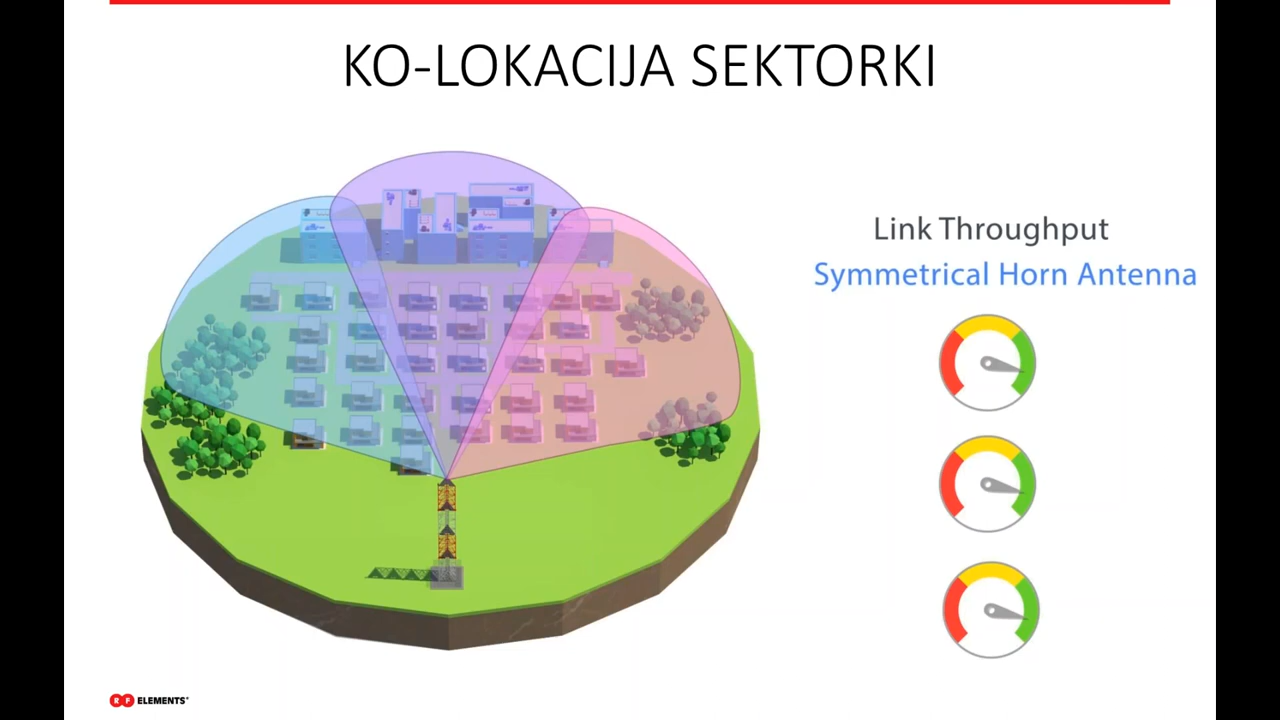 KO-LOKACIJA SEKTORKI
Link Throughput
Symmetrical Horn Antenna
RF ELEMENTS®